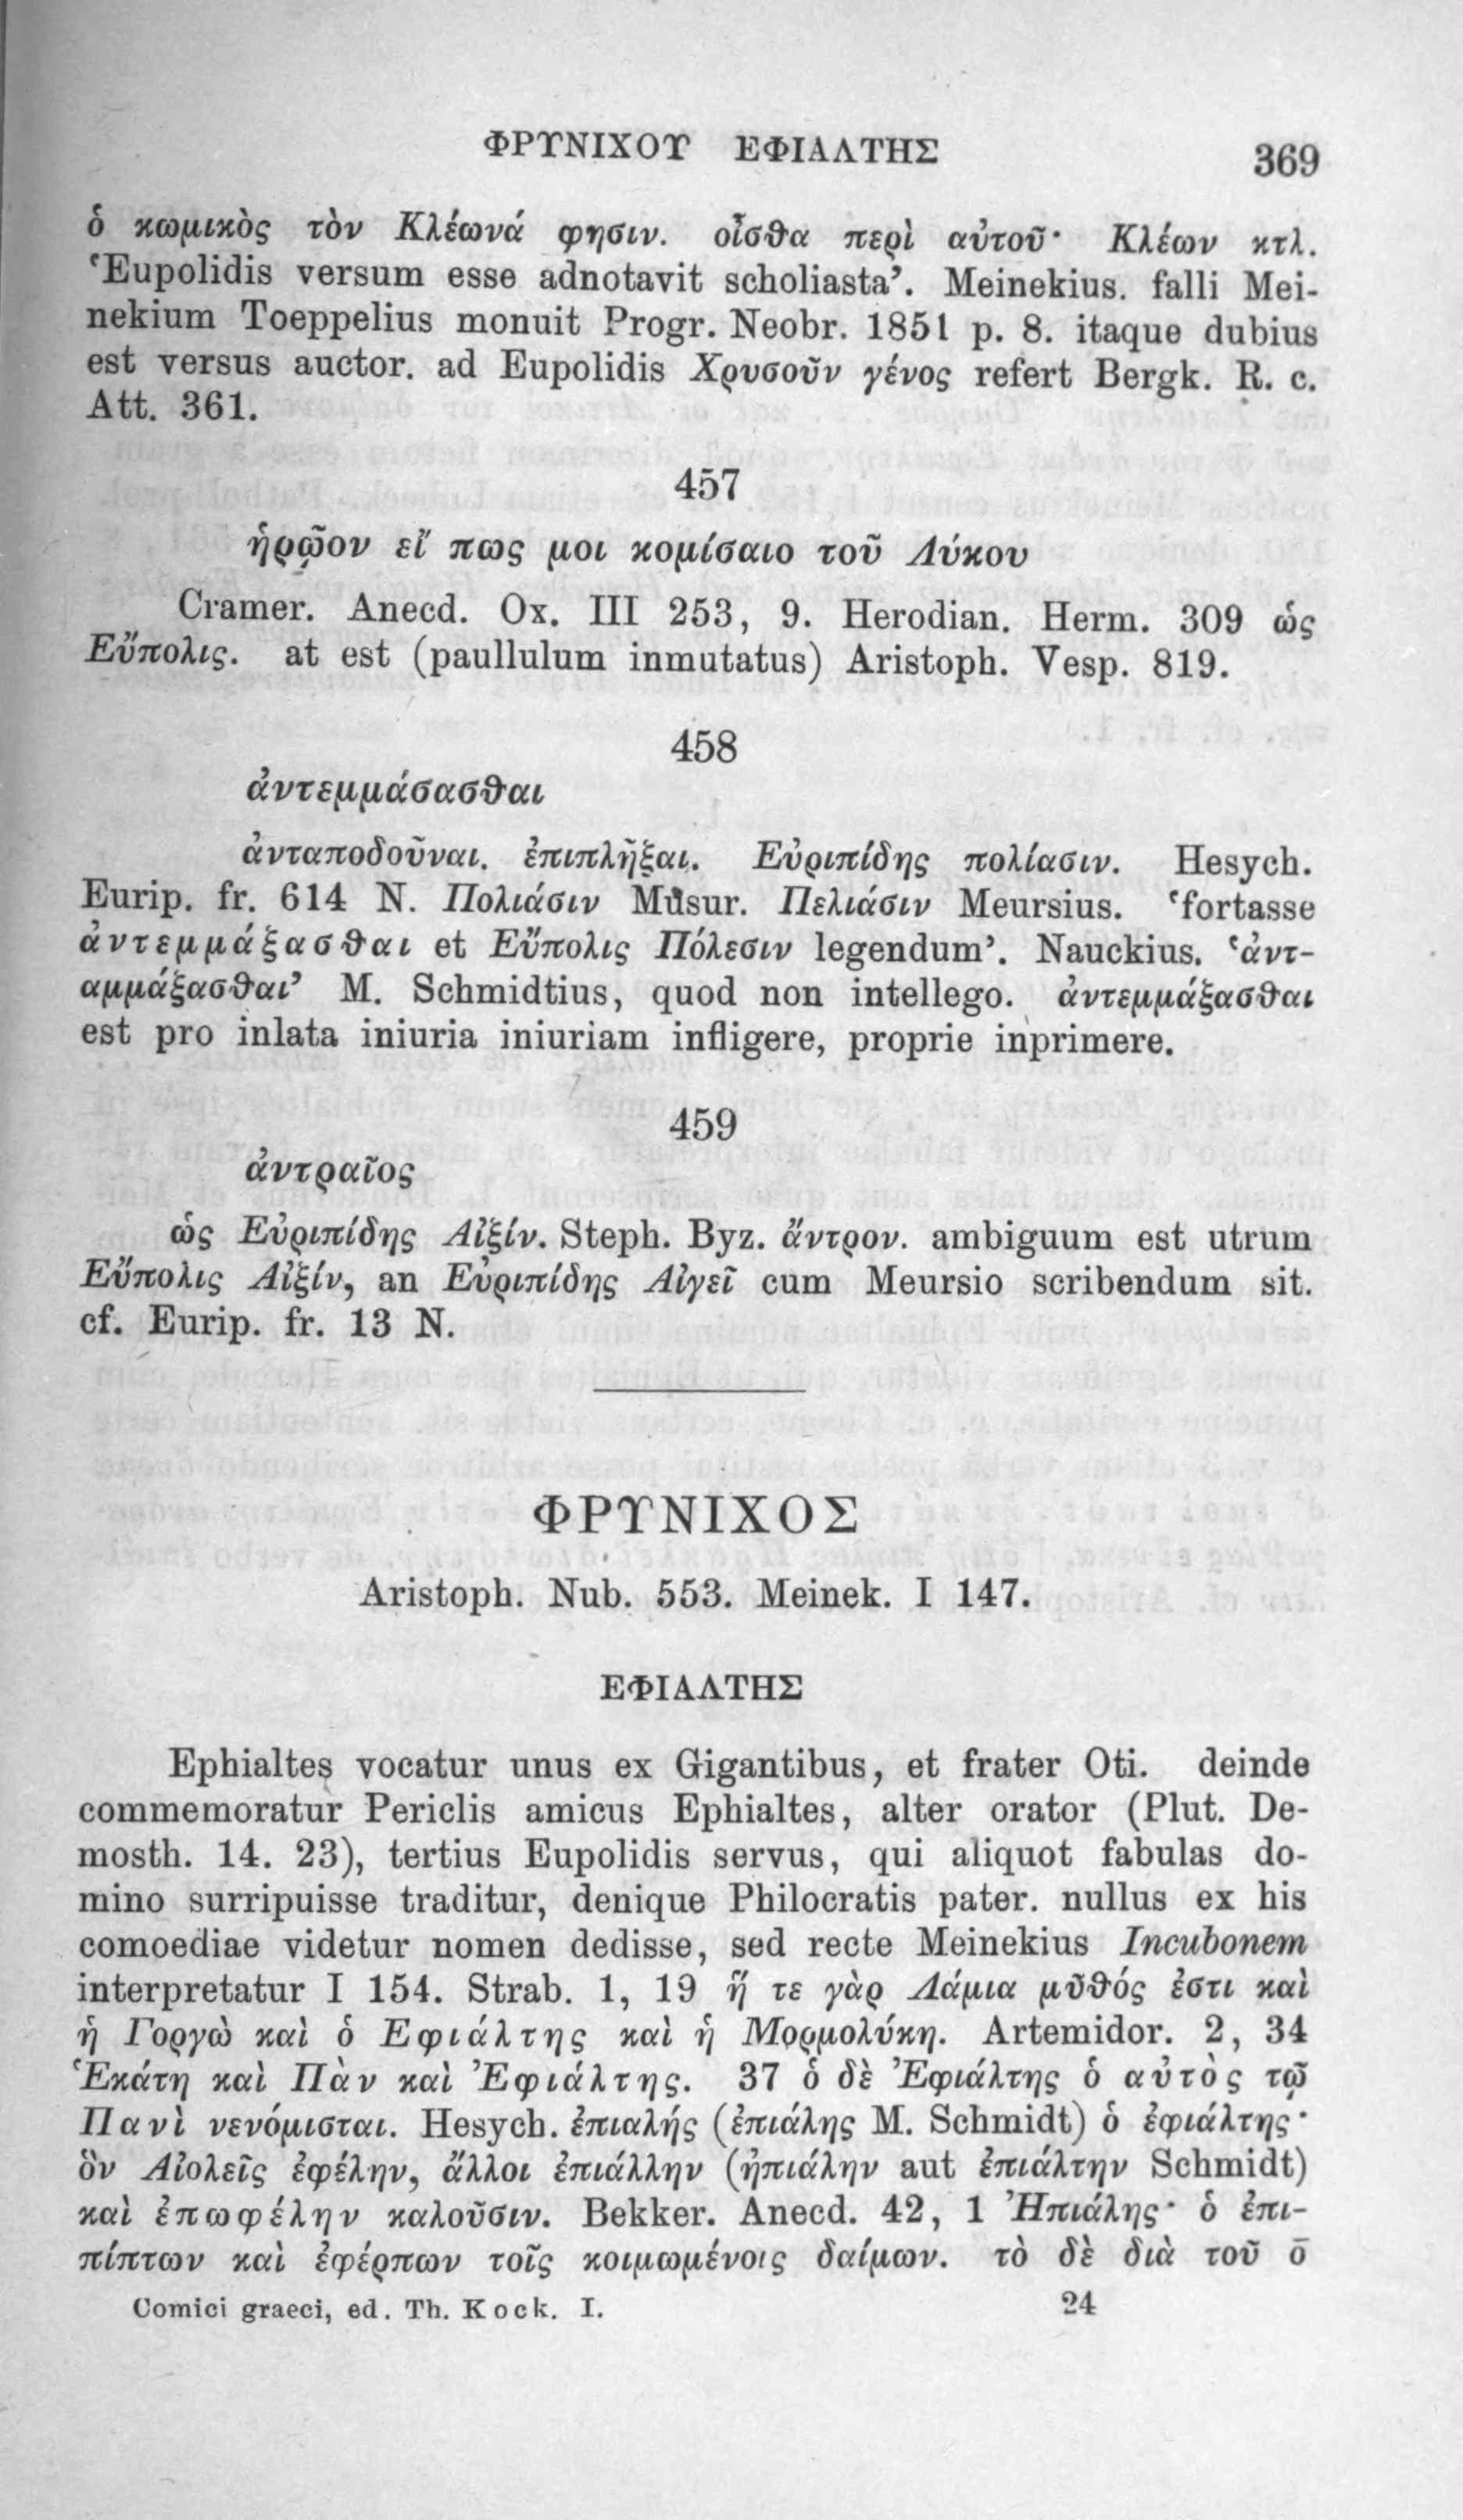 ΦΡΥΝΙΧΟΥ ΕΦΙΑΛΤΗΣ 369
ὁ κωμικὸς τὸν Κλέωνά φησιν. οἶσθα περὶ αὐτοῦ· Κλέων κτλ.
‘Eupolidis versum esse adnotavit scholiasta’. Meinekius. falli Mei-
nekium Toeppelius monuit Progr. Neobr. 1851 p. 8. itaque dubius
est versus auctor. ad Eupolidis Χρυσοῦν γένος refert Bergk. R. c.
Att. 361.
457
ἡρῷον εἴ πως μοι κομίσαιο τοῦ Λύκου
Cramer. Anecd. Ox. III 253, 9. Herodian. Herm. 309 ὡς
Εὔπολις. at est (paullulum inmutatus) Aristoph. Vesp. 819.
458
ἀντεμμάσασθαι
ἀνταποδοῦναι. ἐπιπλῆξαι. Εὐριπίδης πολίασιν. Hesych.
Eurip. fr. 614 N. Πολιάσιν Musur. Πελιάσιν Meursius. ‘fortasse
ἀντεμμάξασθαι et Εὔπολις Πόλεσιν legendum’. Nauckius. ‘ἀντ-
αμμάξασθαι’ M. Schmidtius, quod non intellego. ἀντεμμάξασθαι
est pro inlata iniuria iniuriam infligere, proprie inprimere.
459
ἀντραῖος
ὡς Εὐριπίδης Αἰξίν. Steph. Byz. ἄντρον. ambiguum est utrum
Εὔπολις Αἰξίν, an Εὐριπίδης Αἰγεῖ cum Meursio scribendum sit.
cf. Eurip. fr. 13 N.
ΦΡΥΝΙΧΟΣ
Aristoph. Nub. 553. Meinek. I 147.
ΕΦΙΑΛΤΗΣ
Ephialtes vocatur unus ex Gigantibus, et frater Oti. deinde
commemoratur Periclis amicus Ephialtes, alter orator (Plut. De-
mosth. 14. 23), tertius Eupolidis servus, qui aliquot fabulas do-
mino surripuisse traditur, denique Philocratis pater. nullus ex his
comoediae videtur nomen dedisse, sed recte Meinekius Incubonem
interpretatur I 154. Strab. 1, 19 ἥ τε γὰρ Λάμια μῦθός ἐστι καὶ
ἡ Γοργὼ καὶ ὁ Εφιάλτης καὶ ἡ Μορμολύκη. Artemidor. 2, 34
Ἑκάτη καὶ Πὰν καὶ Ἐφιάλτης. 37 ὁ δὲ Ἐφιάλτης ὁ αὐτὸς τῷ
Πανὶ νενόμισται. Hesych. ἐπιαλής (ἐπιάλης M. Schmidt) ὁ ἐφιάλτης·
ὃν Αἰολεῖς ἐφέλην, ἄλλοι ἐπιάλλην (ἠπιάλην aut ἐπιάλτην Schmidt)
καὶ ἐπωφέλην καλοῦσιν. Bekker. Anecd. 42, 1 Ἠπιάλης· ὁ ἐπι-
πίπτων καὶ ἐφέρπων τοῖς κοιμωμένοις δαίμων. τὸ δὲ διὰ τοῦ ο̄
Comici graeci, ed. Th. Kock. I. 24